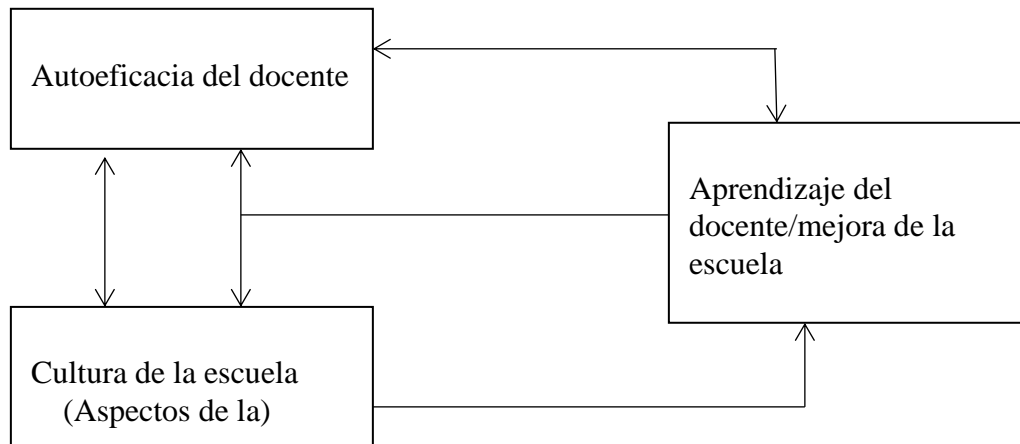 Autoeficacia del docente
Aprendizaje del
docente/mejora de la
escuela
Cultura de la escuela
(Aspectos de la)